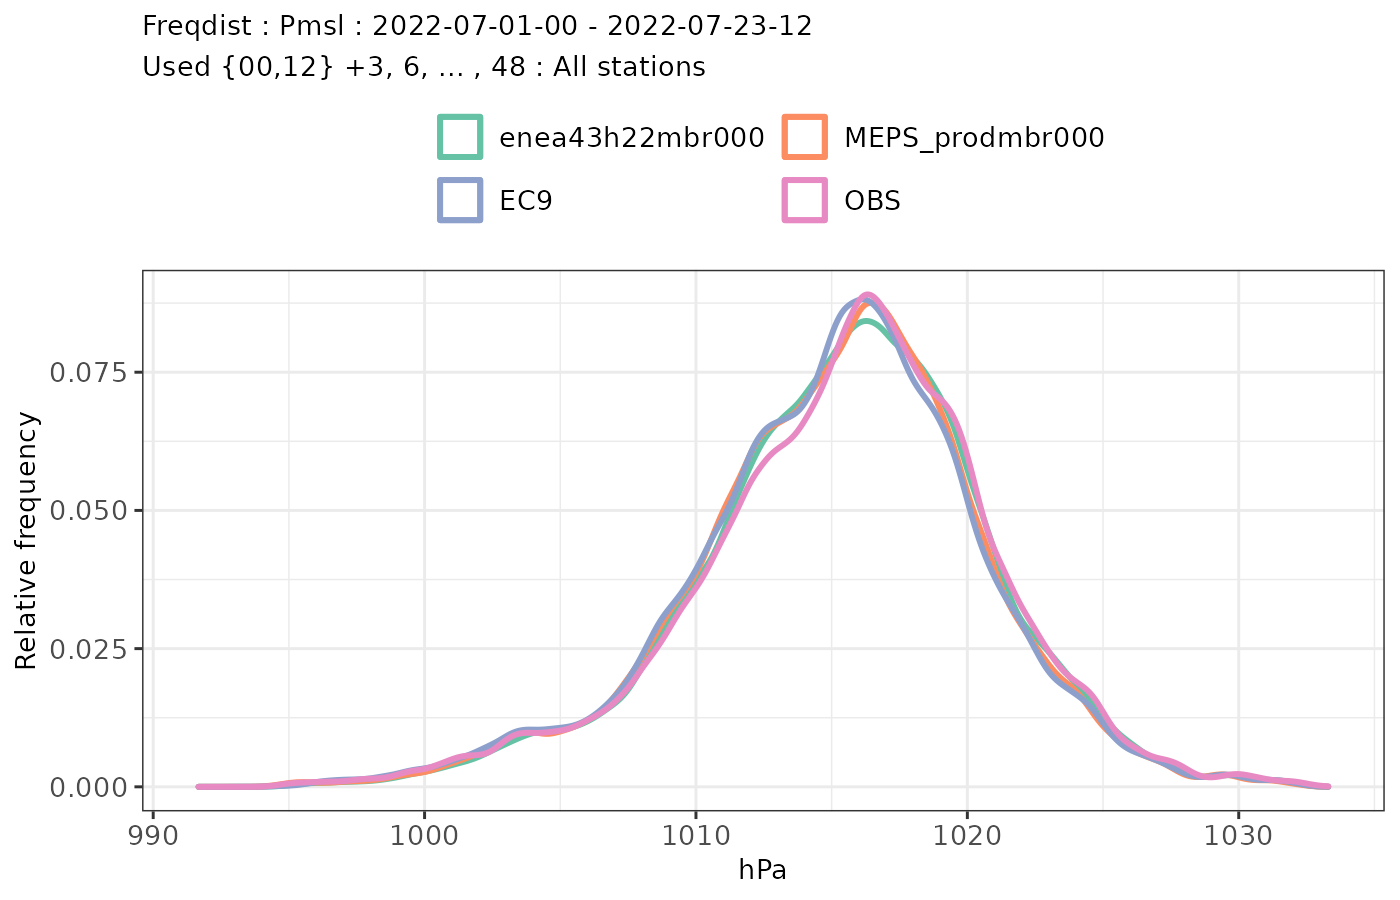 Freqdist : Pmsl : 2022-07-01-00 - 2022-07-23-12
Used {00,12} +3, 6, ... , 48 : All stations
enea43h22mbr000 MEPS_prodmbr000
EC9 OBS
0.075
0.050
0.025
0.000
Relative frequency
990 1000 1010 1020 1030
hPa